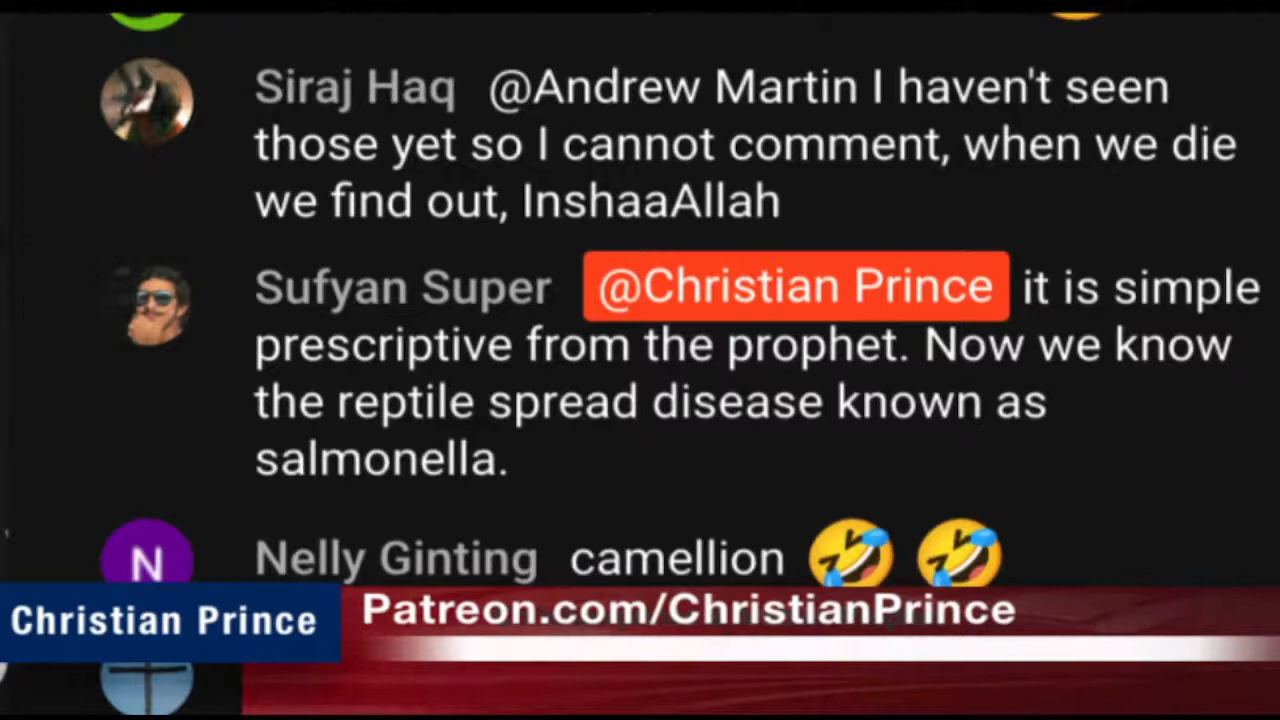 Siraj Haq @Andrew Martin I haven't seen
those yet so I cannot comment, when we die
we find out, InshaaAllah
Sufyan Super @Christian Prince it is simple
prescriptive from the prophet. Now we know
the reptile spread disease known as
salmonella.
N
Nelly Ginting camellion 🤣 🤣
Christian Prince
Patreon.com/ChristianPrince